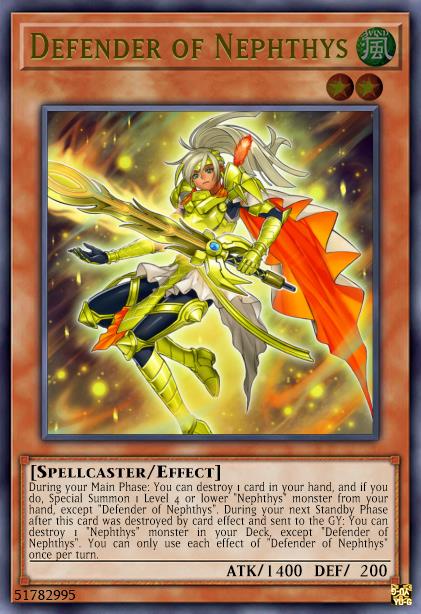 DEFENDER OF NEPHTHYS
WIND
風
[SPELLCASTER/EFFECT]
During your Main Phase: You can destroy 1 card in your hand, and if you
do, Special Summon 1 Level 4 or lower "Nephthys" monster from your
hand, except "Defender of Nephthys". During your next Standby Phase
after this card was destroyed by card effect and sent to the GY: You can
destroy 1 "Nephthys" monster in your Deck, except "Defender of
Nephthys". You can only use each effect of "Defender of Nephthys"
once per turn.
ATK/1400 DEF/ 200
51782995